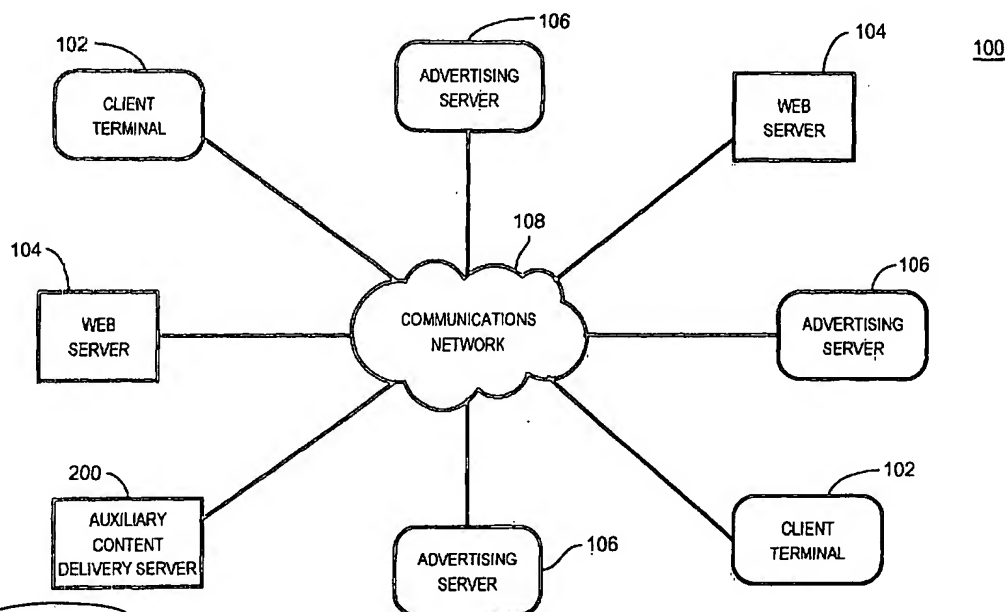 106
102
104
100
CLIENT
TERMINAL
ADVERTISING
SERVER
WEB
SERVER
108
104
106
WEB
SERVER
COMMUNICATIONS
NETWORK
ADVERTISING
SERVER
200
102
AUXILIARY
CONTENT
DELIVERY SERVER
106
ADVERTISING
SERVER
CLIENT
TERMINAL